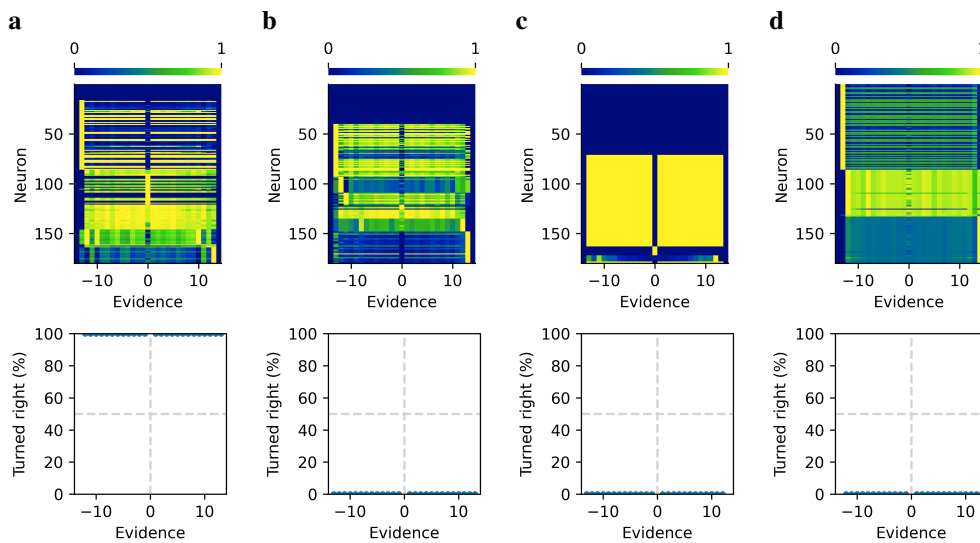 a b c d
0 1 0 1 0 1 0 1
Neuron 50 100 150 Neuron 50 100 150 Neuron 50 100 150 Neuron 50 100 150
−10 0 10 −10 0 10 −10 0 10 −10 0 10
Evidence Evidence Evidence Evidence
Turned right (%) 100 80 60 40 20 0 Turned right (%) 100 80 60 40 20 0 Turned right (%) 100 80 60 40 20 0 Turned right (%) 100 80 60 40 20 0
−10 0 10 −10 0 10 −10 0 10 −10 0 10
Evidence Evidence Evidence Evidence